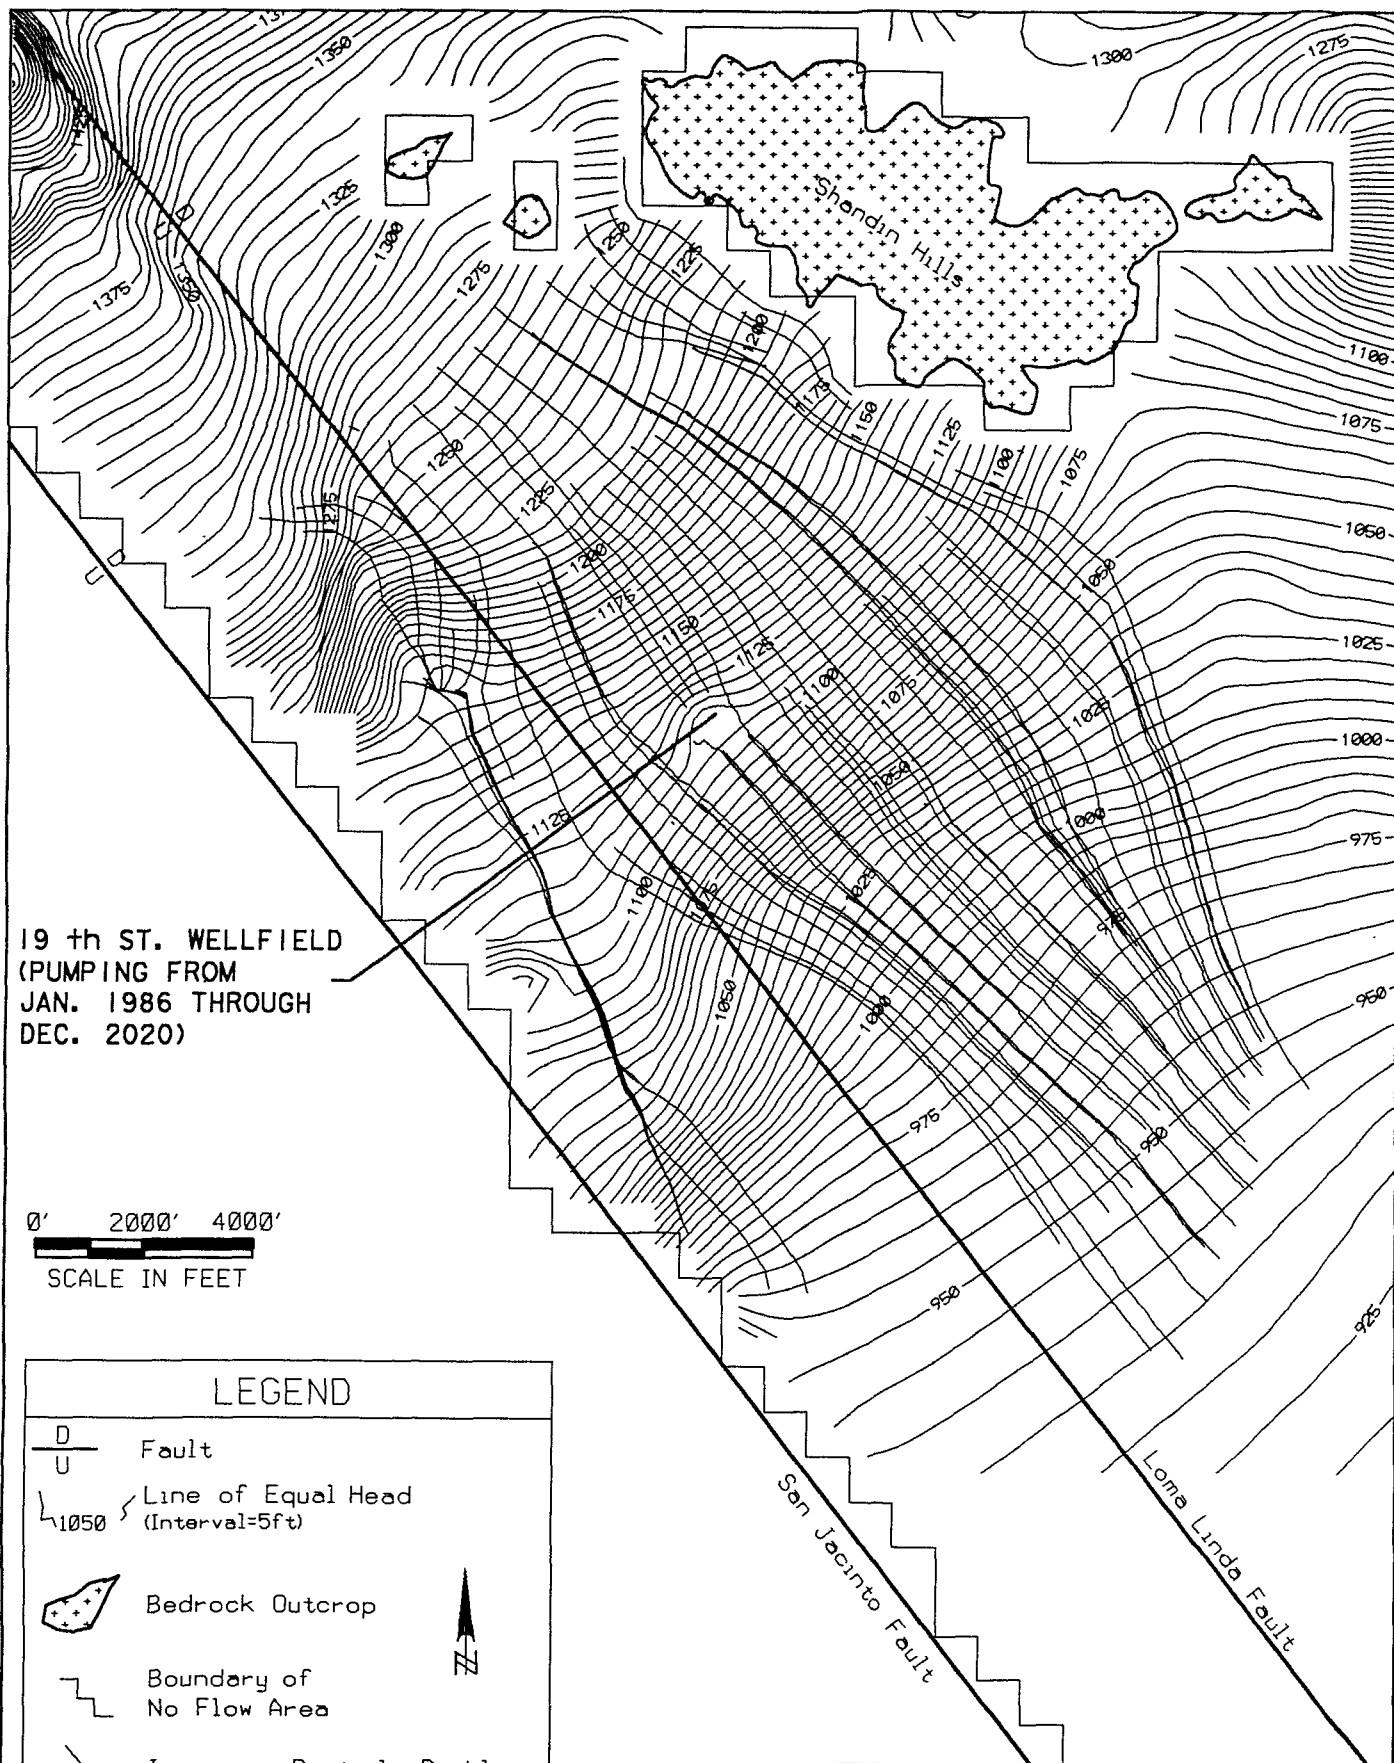 1350
1300
1275
1425
1325
1300
1275
1250
1225
Shandin Hills
D
U
1350
1375
1200
1175
1150
1125
1100
1075
1100
1075
1250
1225
1275
1200
1175
1150
1125
1100
1075
1050
1050
1050
1025
1025
1000
1000
975
975
950
D
U
1125
1100
1075
1050
1025
1000
975
950
950
925
19 th ST. WELLFIELD
(PUMPING FROM
JAN. 1986 THROUGH
DEC. 2020)
0' 2000' 4000'
SCALE IN FEET
LEGEND
D
U
Fault
1050
Line of Equal Head
(Interval=5ft)
Bedrock Outcrop
N
Boundary of
No Flow Area
San Jacinto Fault
Loma Linda Fault